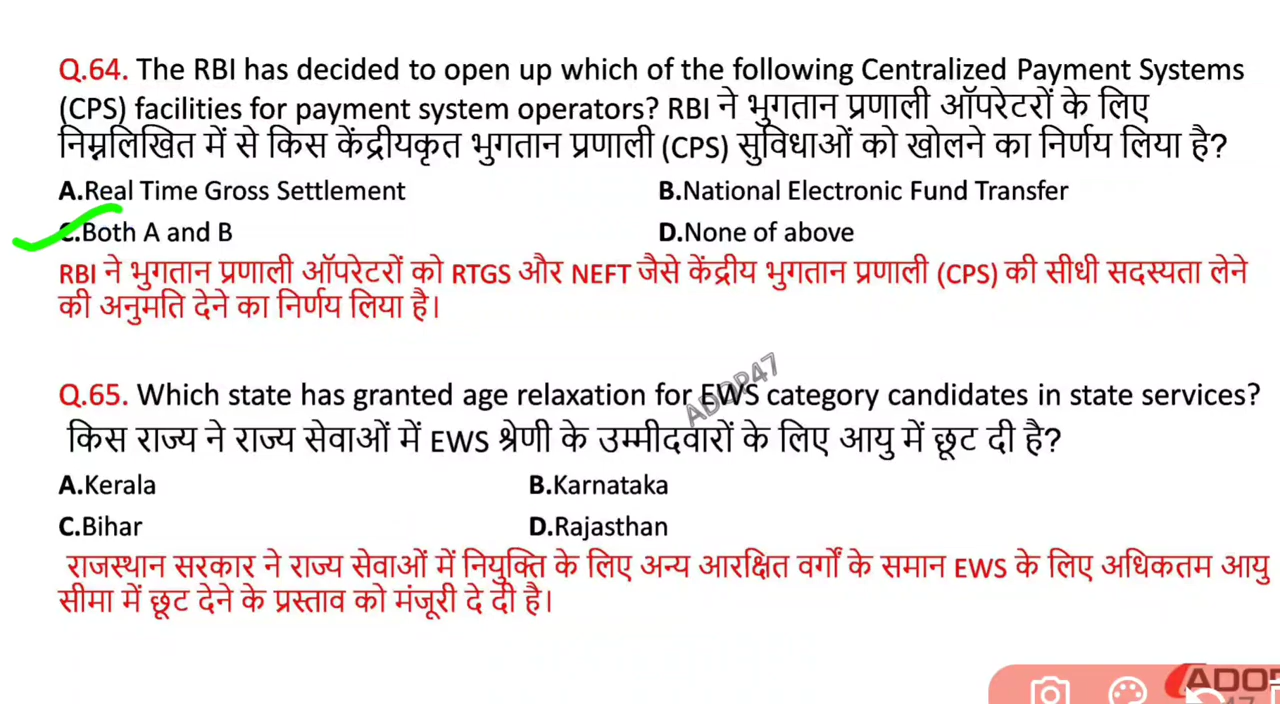 Q.64. The RBI has decided to open up which of the following Centralized Payment Systems
(CPS) facilities for payment system operators? RBI ने भुगतान प्रणाली ऑपरेटरों के लिए
निम्नलिखित में से किस केंद्रीयकृत भुगतान प्रणाली (CPS) सुविधाओं को खोलने का निर्णय लिया है?
A.Real Time Gross Settlement B.National Electronic Fund Transfer
C.Both A and B D.None of above
RBI ने भुगतान प्रणाली ऑपरेटरों को RTGS और NEFT जैसे केंद्रीय भुगतान प्रणाली (CPS) की सीधी सदस्यता लेने
की अनुमति देने का निर्णय लिया है।
Q.65. Which state has granted age relaxation for EWS category candidates in state services?
ADDP47
किस राज्य ने राज्य सेवाओं में EWS श्रेणी के उम्मीदवारों के लिए आयु में छूट दी है?
A.Kerala B.Karnataka
C.Bihar D.Rajasthan
राजस्थान सरकार ने राज्य सेवाओं में नियुक्ति के लिए अन्य आरक्षित वर्गों के समान EWS के लिए अधिकतम आयु
सीमा में छूट देने के प्रस्ताव को मंजूरी दे दी है।